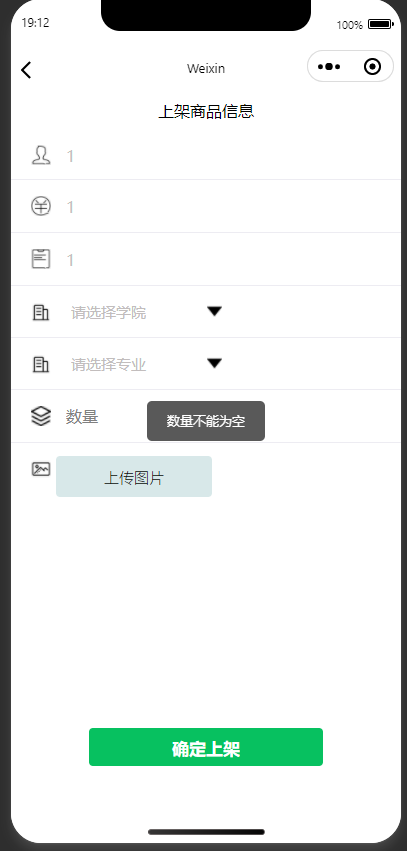 19:12
100%
Weixin
上架商品信息
1
1
1
请选择学院
请选择专业
数量
数量不能为空
上传图片
确定上架